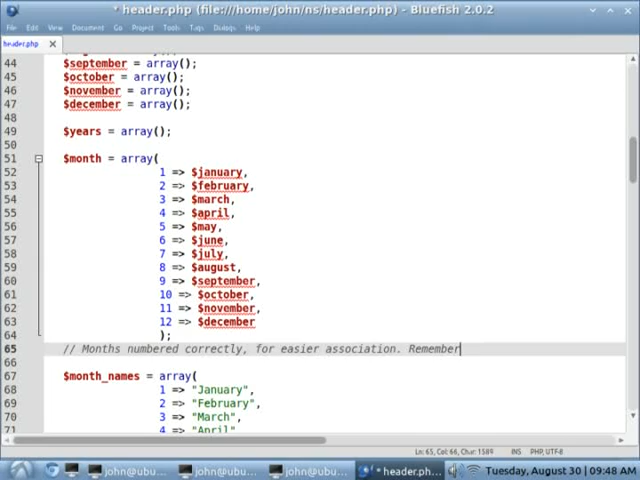 * header.php (file:///home/john/ns/header.php) - Bluefish 2.0.2
File Edit View Document Go Project Tools Tags Dialogs Help
header.php
44 $september = array();
45 $october = array();
46 $november = array();
47 $december = array();
48
49 $years = array();
50
51 $month = array(
52 1 => $january,
53 2 => $february,
54 3 => $march,
55 4 => $april,
56 5 => $may,
57 6 => $june,
58 7 => $july,
59 8 => $august,
60 9 => $september,
61 10 => $october,
62 11 => $november,
63 12 => $december
64 );
65 // Months numbered correctly, for easier association. Remember
66
67 $month_names = array(
68 1 => "January",
69 2 => "February",
70 3 => "March",
71 4 => "April"
Ln: 65, Col: 66, Char: 1589 INS PHP, UTF-8
john@ubu... john@ubu... john@ubu... * header.ph... Tuesday, August 30 | 09:48 AM